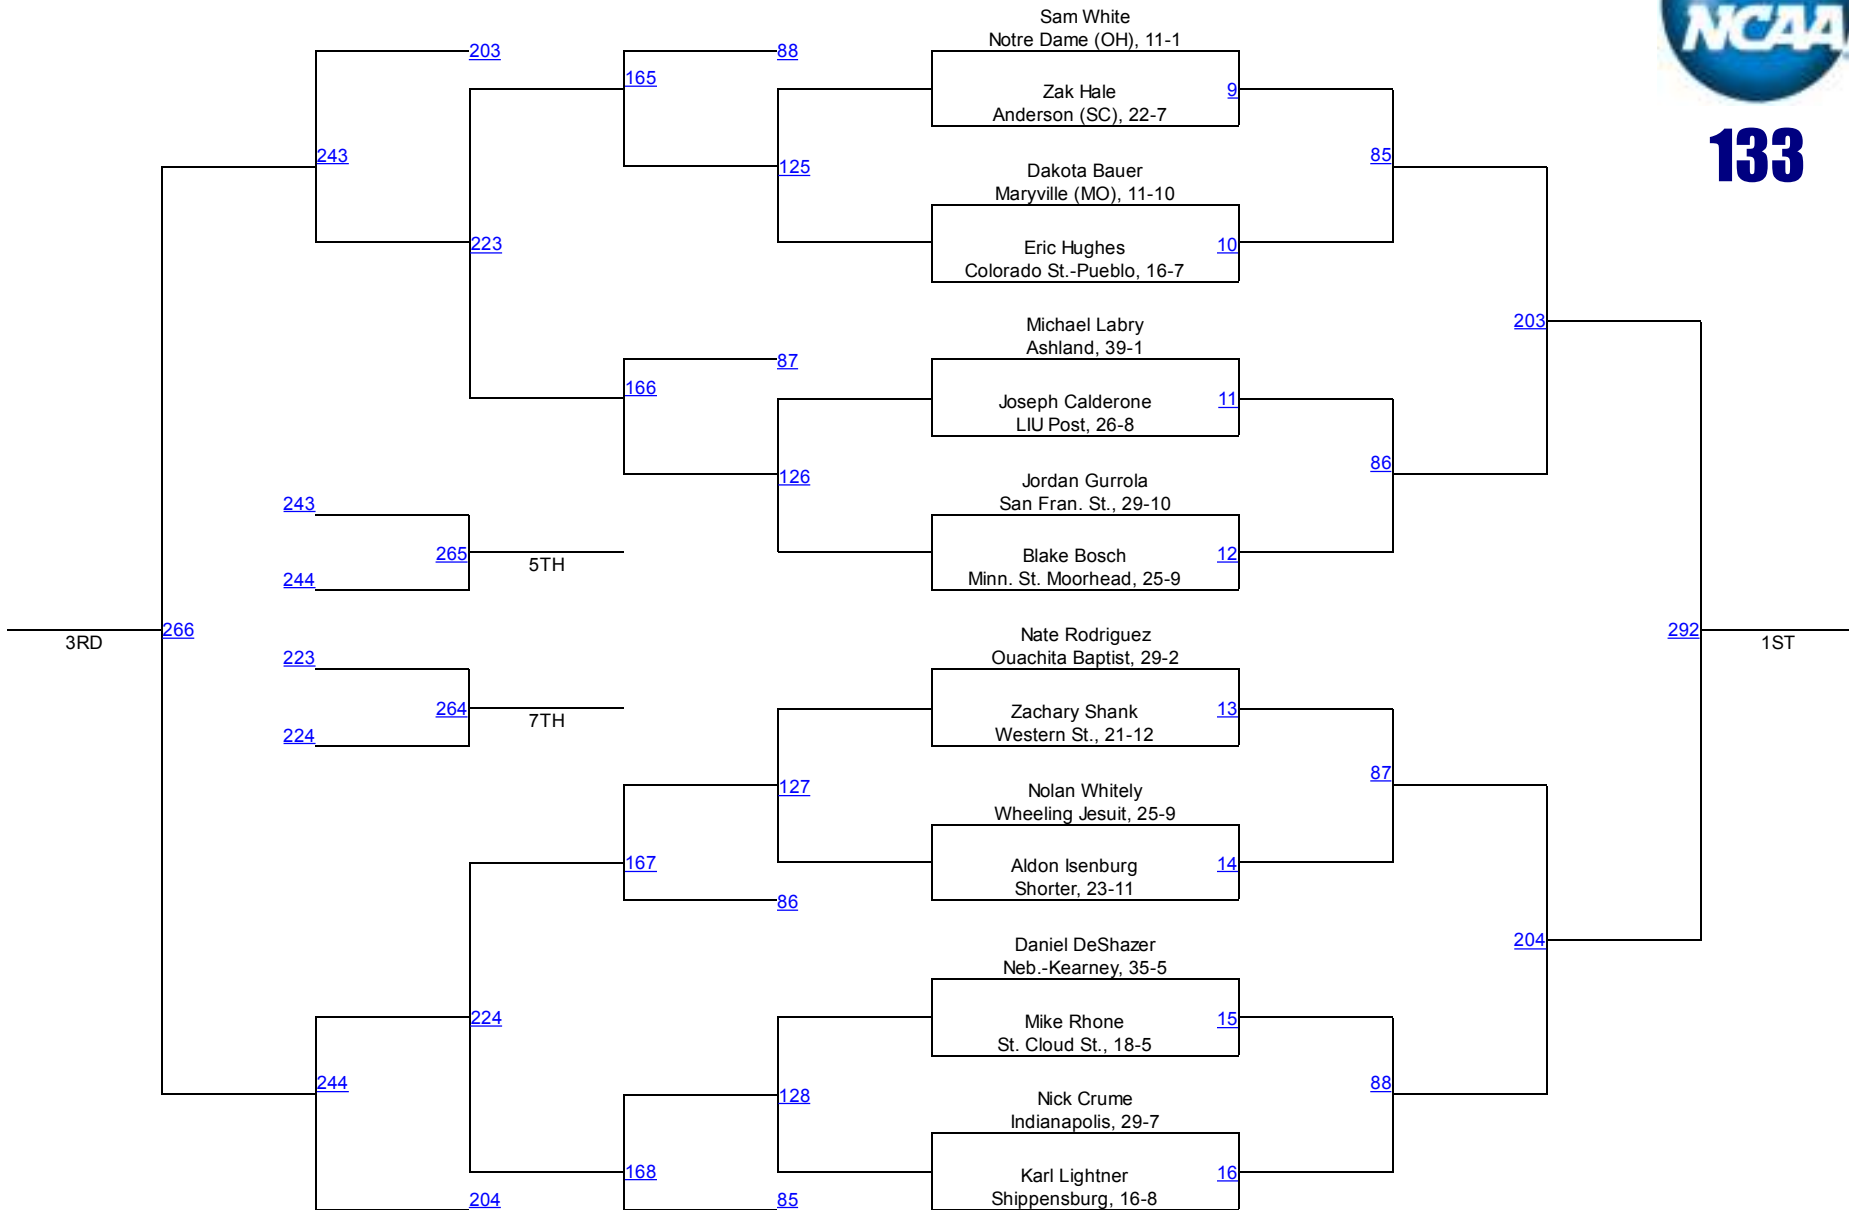 NCAA
133
Sam White
Notre Dame (OH), 11-1
203
88
165
Zak Hale
9
Anderson (SC), 22-7
243
125
85
Dakota Bauer
Maryville (MO), 11-10
223
Eric Hughes
10
Colorado St.-Pueblo, 16-7
203
Michael Labry
Ashland, 39-1
87
166
Joseph Calderone
11
LIU Post, 26-8
126
86
Jordan Gurrola
San Fran. St., 29-10
243
265
5TH
Blake Bosch
12
Minn. St. Moorhead, 25-9
244
3RD
266
Nate Rodriguez
Ouachita Baptist, 29-2
292
1ST
223
264
7TH
Zachary Shank
13
Western St., 21-12
224
127
87
Nolan Whitely
Wheeling Jesuit, 25-9
167
Aldon Isenburg
14
Shorter, 23-11
86
Daniel DeShazer
Neb.-Kearney, 35-5
204
224
Mike Rhone
15
St. Cloud St., 18-5
244
128
88
Nick Crume
Indianapolis, 29-7
168
Karl Lightner
16
Shippensburg, 16-8
204
85